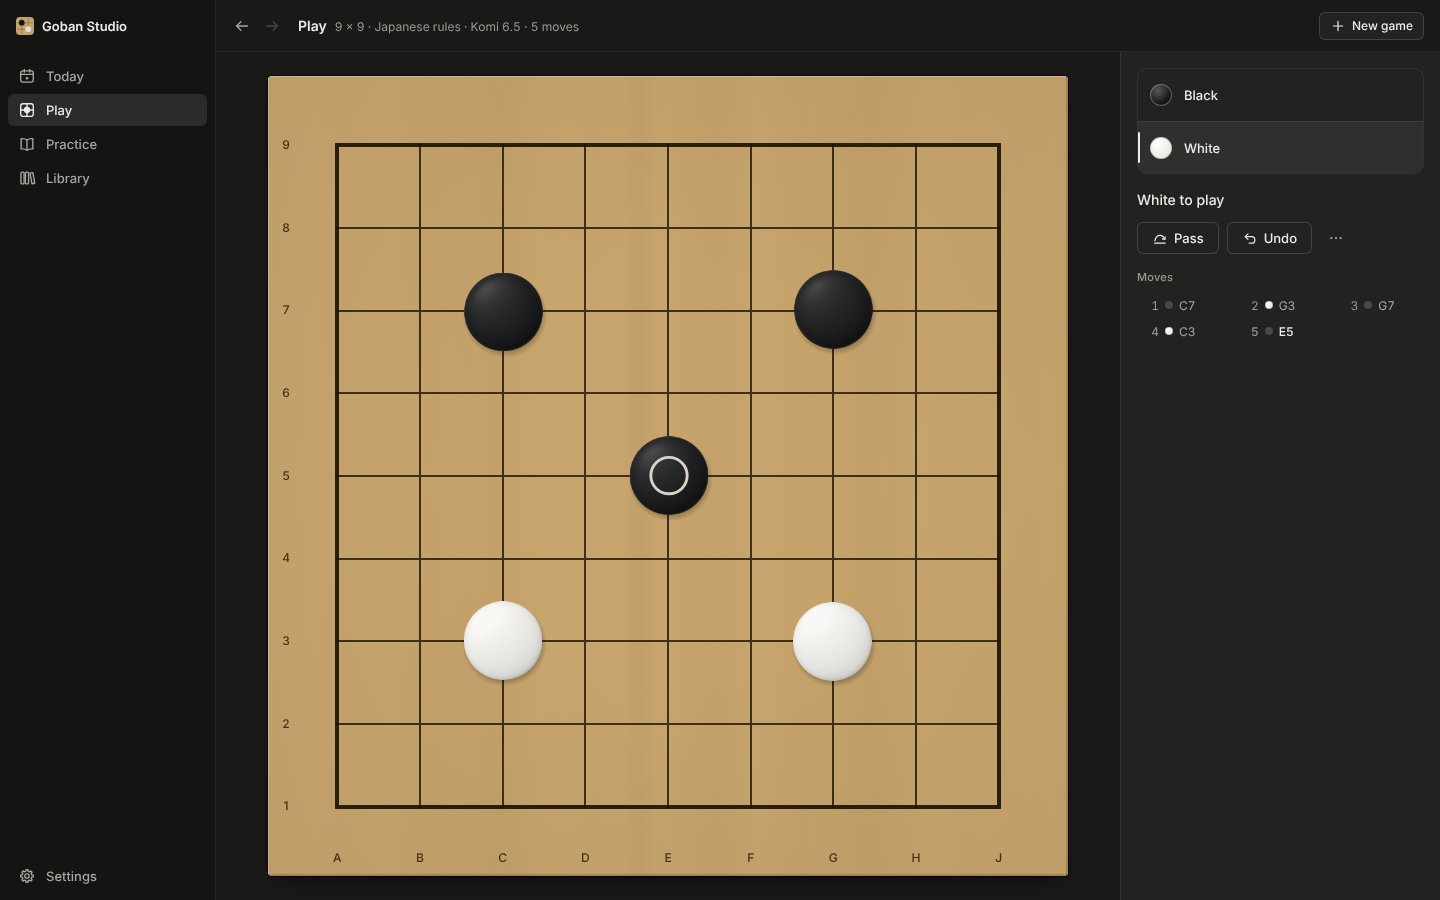 Goban Studio
Today
Play
Practice
Library
Settings
Play 9 × 9 · Japanese rules · Komi 6.5 · 5 moves
New game
9
8
7
6
5
4
3
2
1
A B C D E F G H J
Black
White
White to play
Pass Undo ···
Moves
1 C7 2 G3 3 G7
4 C3 5 E5